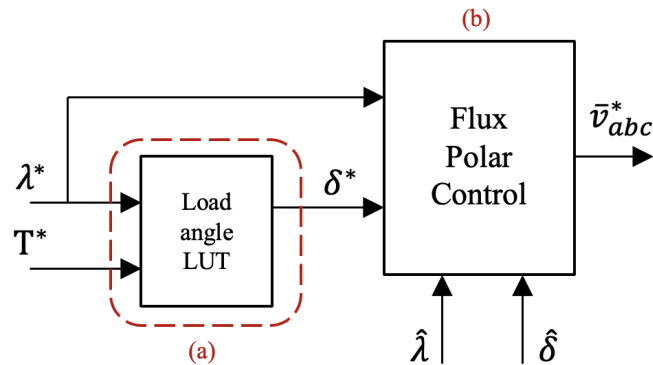 (b)
Flux
Polar
Control
v̄*abc
λ*
T*
Load
angle
LUT
δ*
(a)
λ̂
δ̂